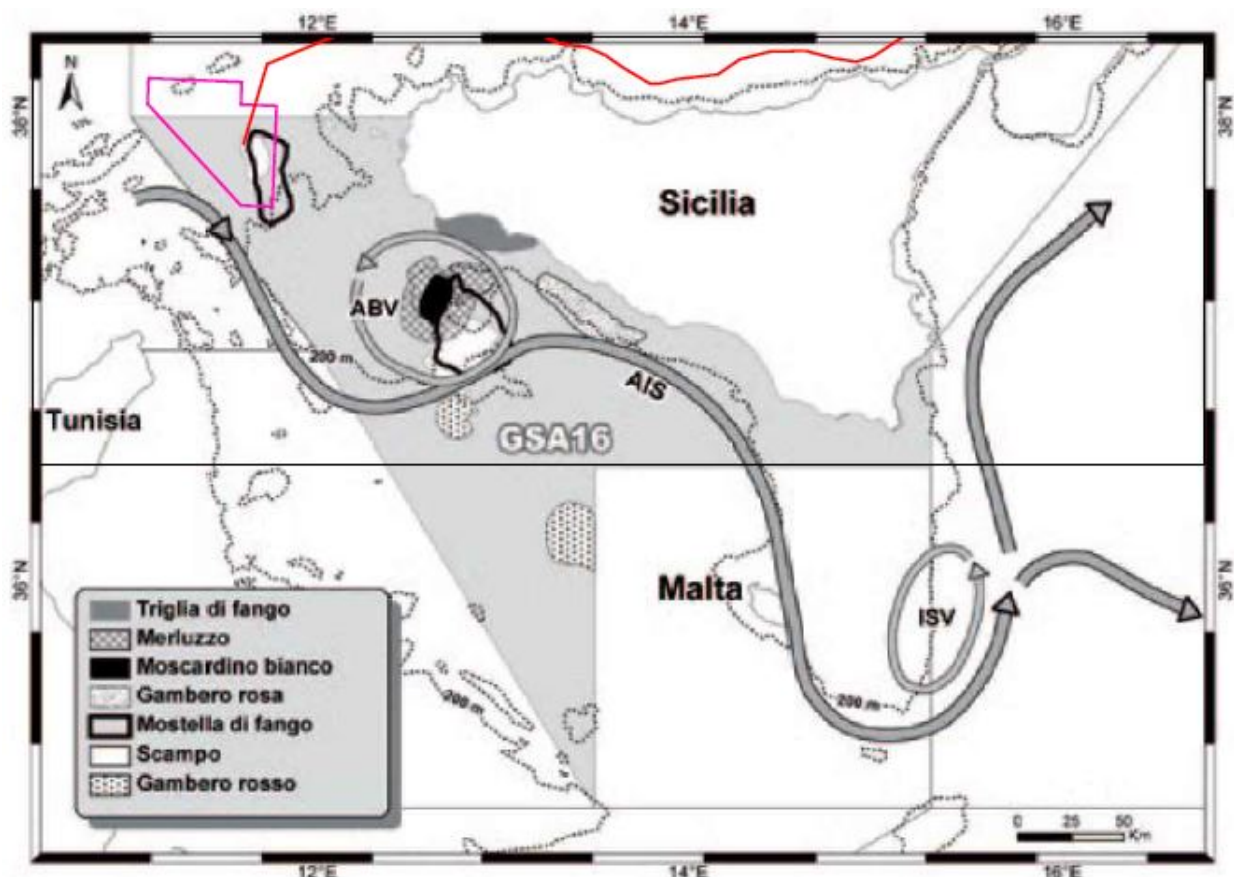 12°E 14°E 16°E
N
38°N 38°N
Sicilia
ABV
200 m
AIS
Tunisia
GSA16
36°N 36°N
Malta
ISV
200 m
200 m
Triglia di fango
Merluzzo
Moscardino bianco
Gambero rosa
Mostella di fango
Scampo
Gambero rosso
0 25 50
Km
12°E 14°E 16°E